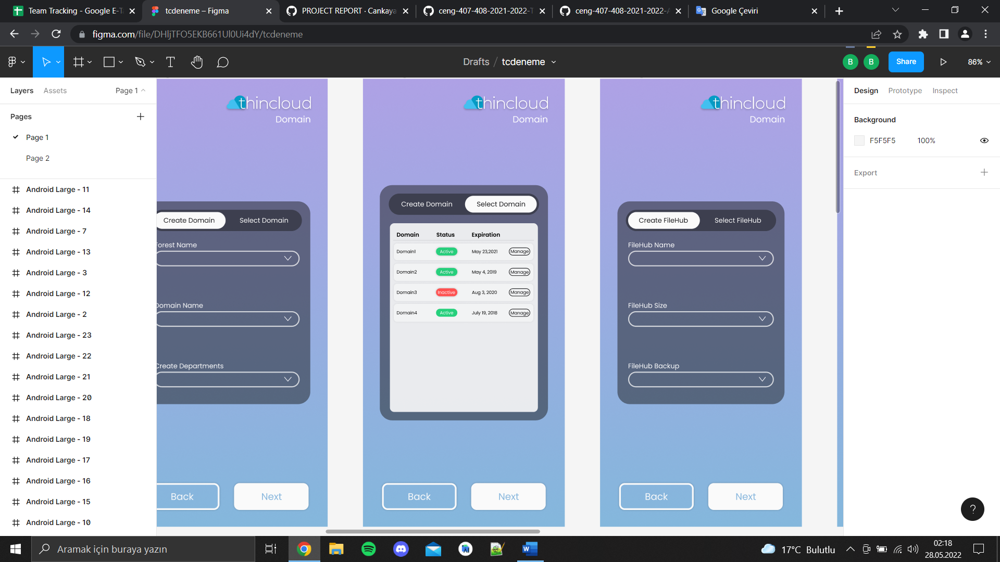 Team Tracking - Google E-T
tcdeneme – Figma
PROJECT REPORT · Cankaya
ceng-407-408-2021-2022-T
ceng-407-408-2021-2022-A
Google Çeviri
figma.com/file/DHljTFO5EKB661Ul0Ui4dY/tcdeneme
Drafts / tcdeneme
B
B
Share
86%
Layers
Assets
Page 1
Design
Prototype
Inspect
Pages
Page 1
Page 2
Background
F5F5F5
100%
Export
Android Large - 11
Android Large - 14
Android Large - 7
Android Large - 13
Android Large - 3
Android Large - 12
Android Large - 2
Android Large - 23
Android Large - 22
Android Large - 21
Android Large - 20
Android Large - 18
Android Large - 19
Android Large - 17
Android Large - 16
Android Large - 15
Android Large - 10
thincloud
Domain
Create Domain
Select Domain
Forest Name
Domain Name
Create Departments
Back
Next
thincloud
Domain
Create Domain
Select Domain
Domain Status Expiration
Domain1 Active May 23,2021 Manage
Domain2 Active May 4, 2019 Manage
Domain3 Inactive Aug 3, 2020 Manage
Domain4 Active July 19, 2018 Manage
Back
Next
thincloud
Domain
Create FileHub
Select FileHub
FileHub Name
FileHub Size
FileHub Backup
Back
Next
?
Aramak için buraya yazın
17°C Bulutlu
02:18
28.05.2022